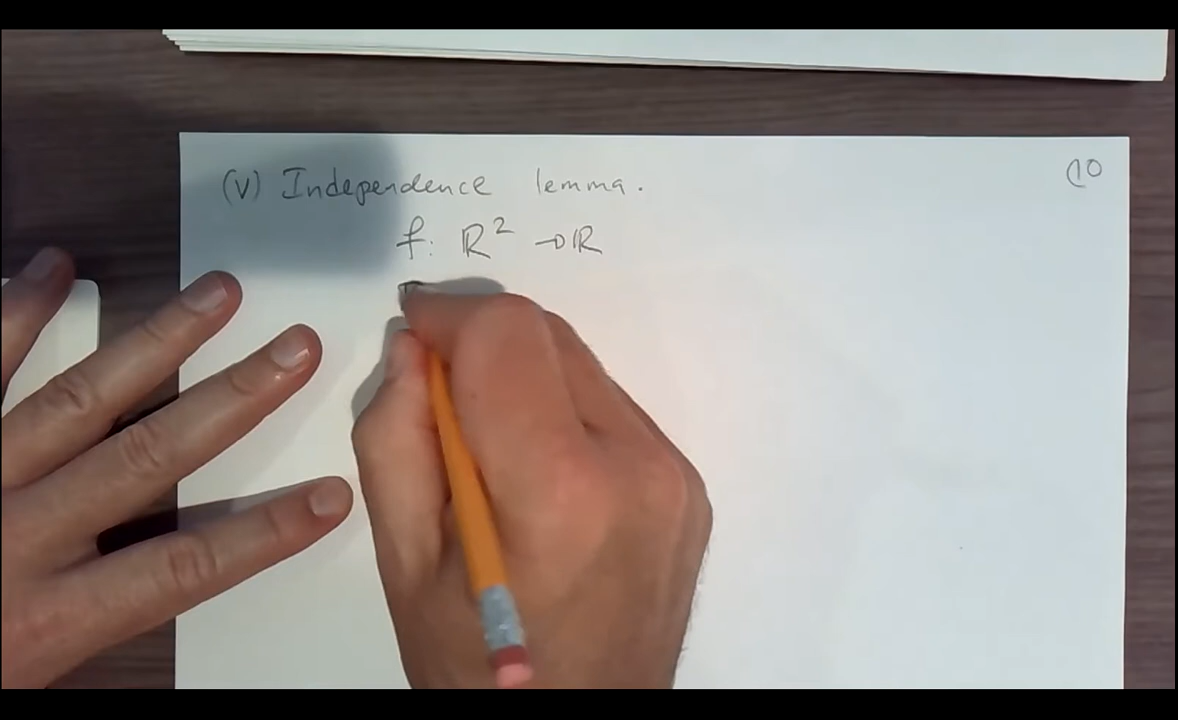 (V) Independence lemma.
10
f: ℝ² → ℝ